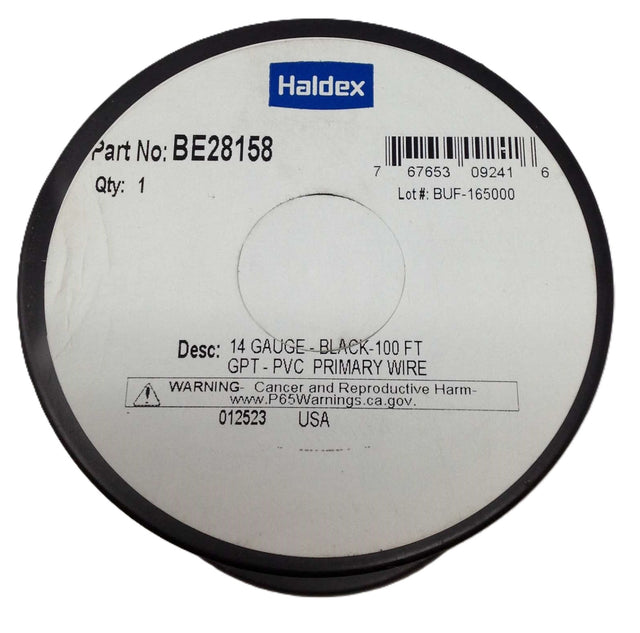 Haldex
Part No: BE28158
Qty: 1
7 67653 09241 6
Lot #: BUF-165000
Desc: 14 GAUGE - BLACK-100 FT
GPT - PVC PRIMARY WIRE
WARNING- Cancer and Reproductive Harm-
www.P65Warnings.ca.gov.
012523 USA